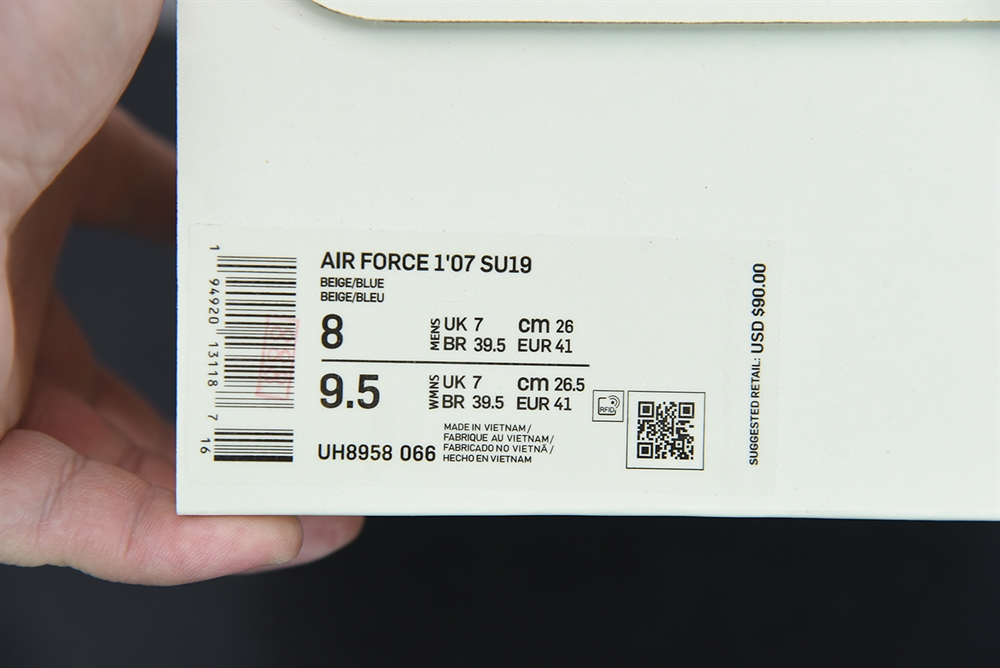 AIR FORCE 1'07 SU19
BEIGE/BLUE
BEIGE/BLEU
8 MENS UK 7 cm 26
BR 39.5 EUR 41
9.5 WMNS UK 7 cm 26.5
BR 39.5 EUR 41
UH8958 066
MADE IN VIETNAM/
FABRIQUE AU VIETNAM/
FABRICADO NO VIETNÃ/
HECHO EN VIETNAM
RFID
SUGGESTED RETAIL: USD $90.00
1 94920 13118 7 16